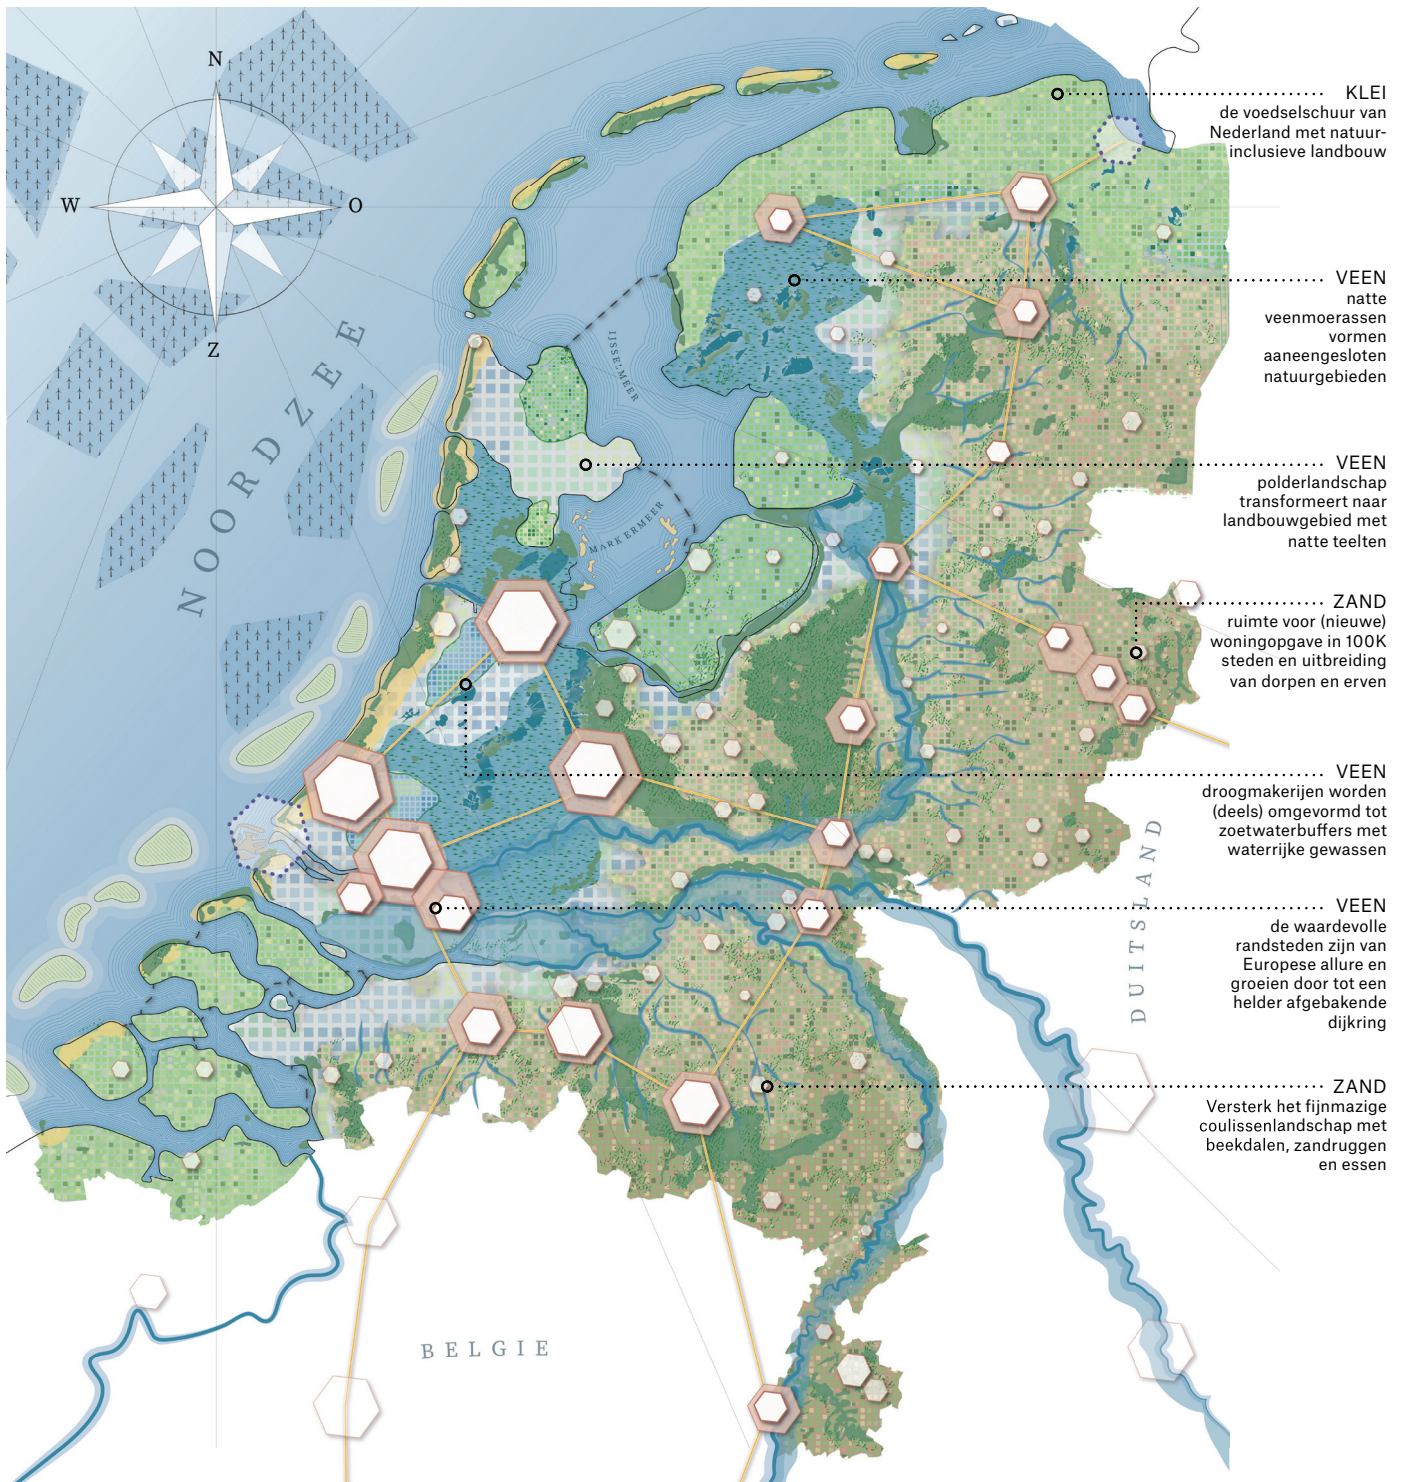 N
W
O
Z
NOORDZEE
IJSSELMEER
MARKERMEER
DUITSLAND
BELGIE
KLEI
de voedselschuur van
Nederland met natuur-
inclusieve landbouw
VEEN
natte
veenmoerassen
vormen
aaneengesloten
natuurgebieden
VEEN
polderlandschap
transformeert naar
landbouwgebied met
natte teelten
ZAND
ruimte voor (nieuwe)
woningopgave in 100K
steden en uitbreiding
van dorpen en erven
VEEN
droogmakerijen worden
(deels) omgevormd tot
zoetwaterbuffers met
waterrijke gewassen
VEEN
de waardevolle
randsteden zijn van
Europese allure en
groeien door tot een
helder afgebakende
dijkring
ZAND
Versterk het fijnmazige
coulissenlandschap met
beekdalen, zandruggen
en essen